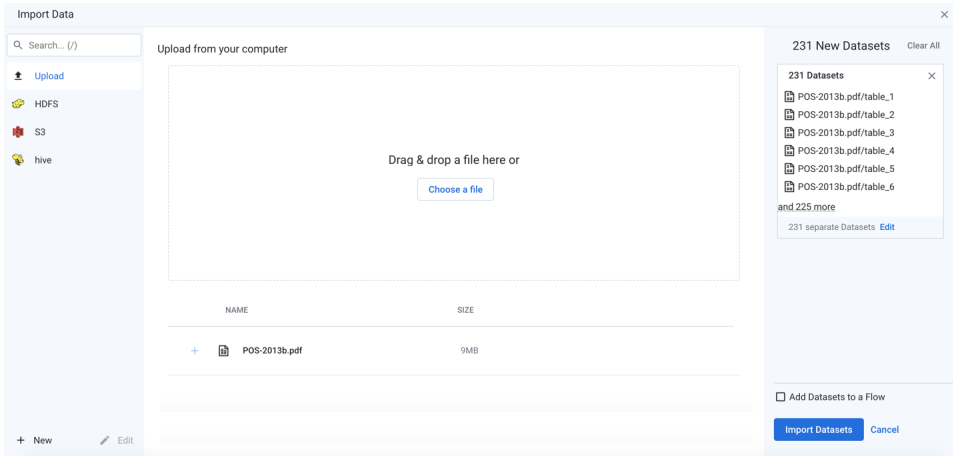 Import Data
Search... (/)
Upload
HDFS
S3
hive
+ New
Edit
Upload from your computer
Drag & drop a file here or
Choose a file
NAME SIZE
+ POS-2013b.pdf 9MB
231 New Datasets Clear All
231 Datasets
POS-2013b.pdf/table_1
POS-2013b.pdf/table_2
POS-2013b.pdf/table_3
POS-2013b.pdf/table_4
POS-2013b.pdf/table_5
POS-2013b.pdf/table_6
and 225 more
231 separate Datasets Edit
Add Datasets to a Flow
Import Datasets Cancel